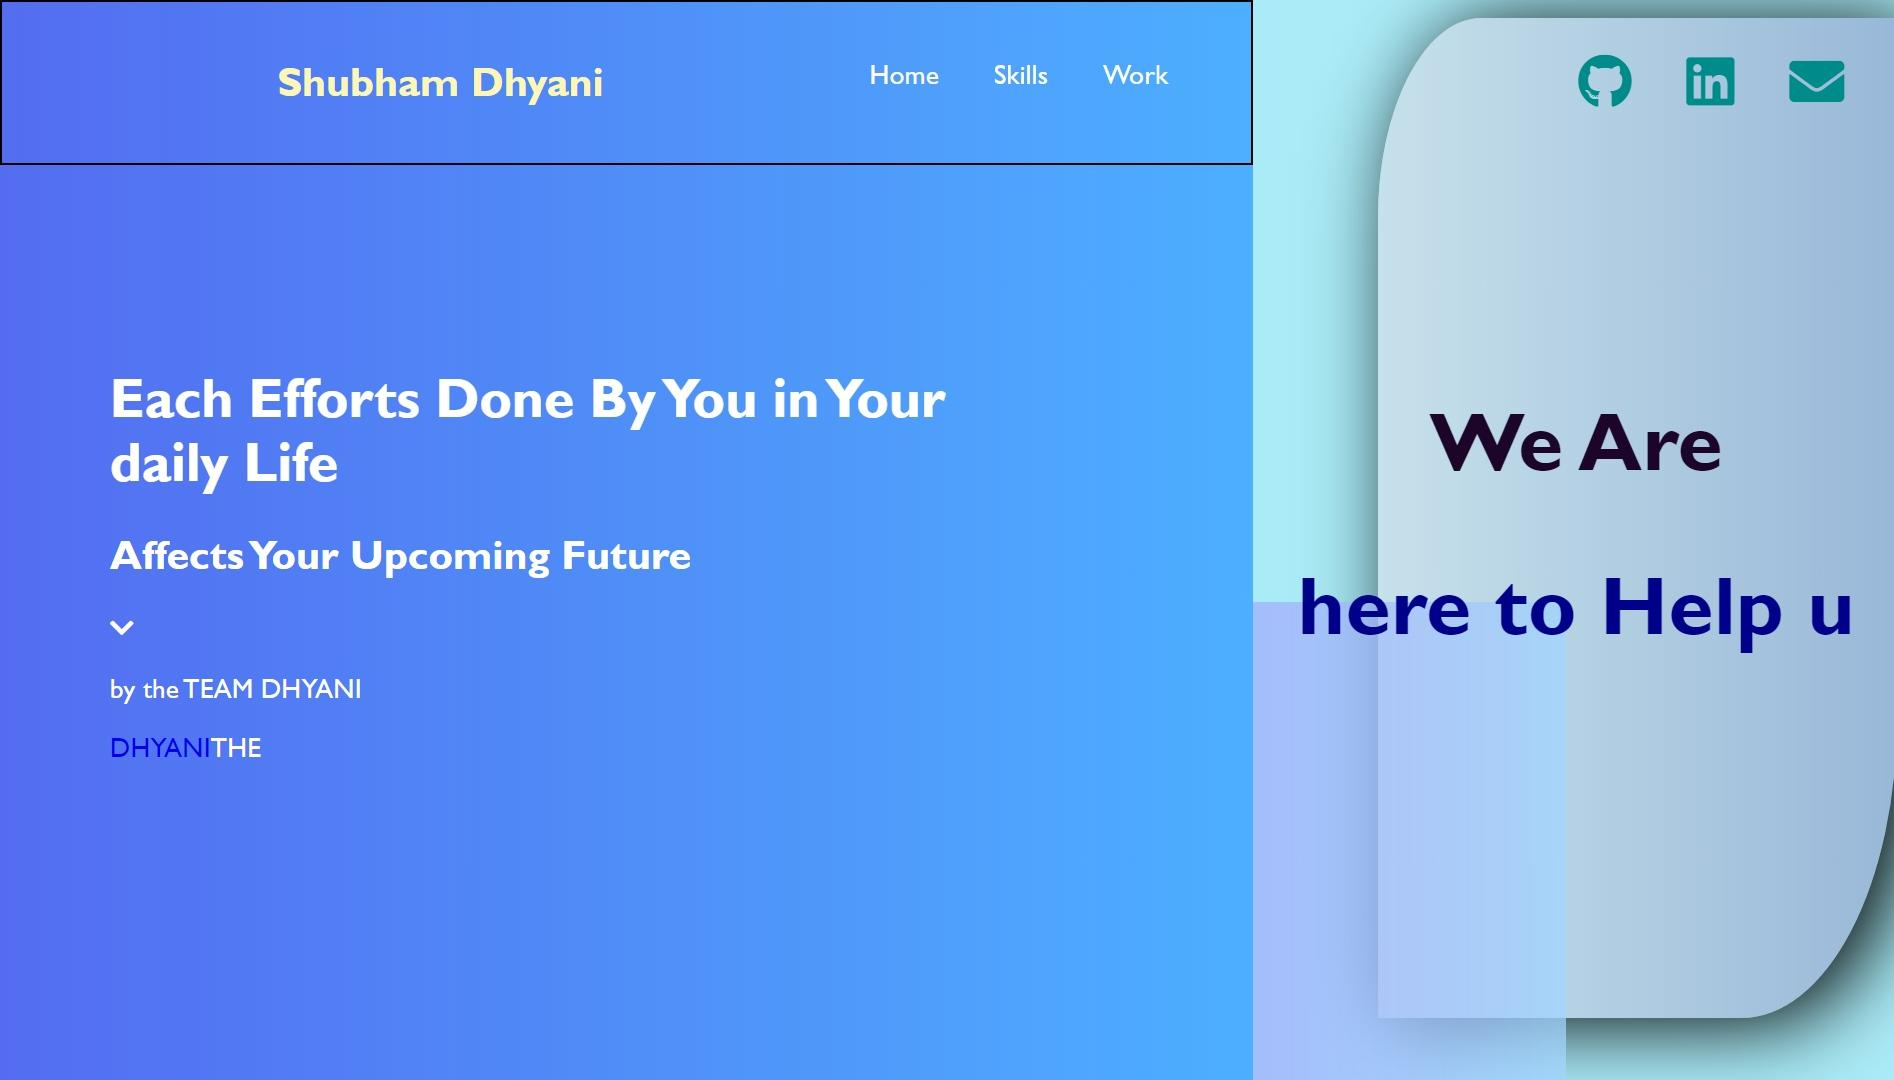 Shubham Dhyani
Home
Skills
Work
Each Efforts Done By You in Your
daily Life
Affects Your Upcoming Future
by the TEAM DHYANI
DHYANITHE
We Are
here to Help u